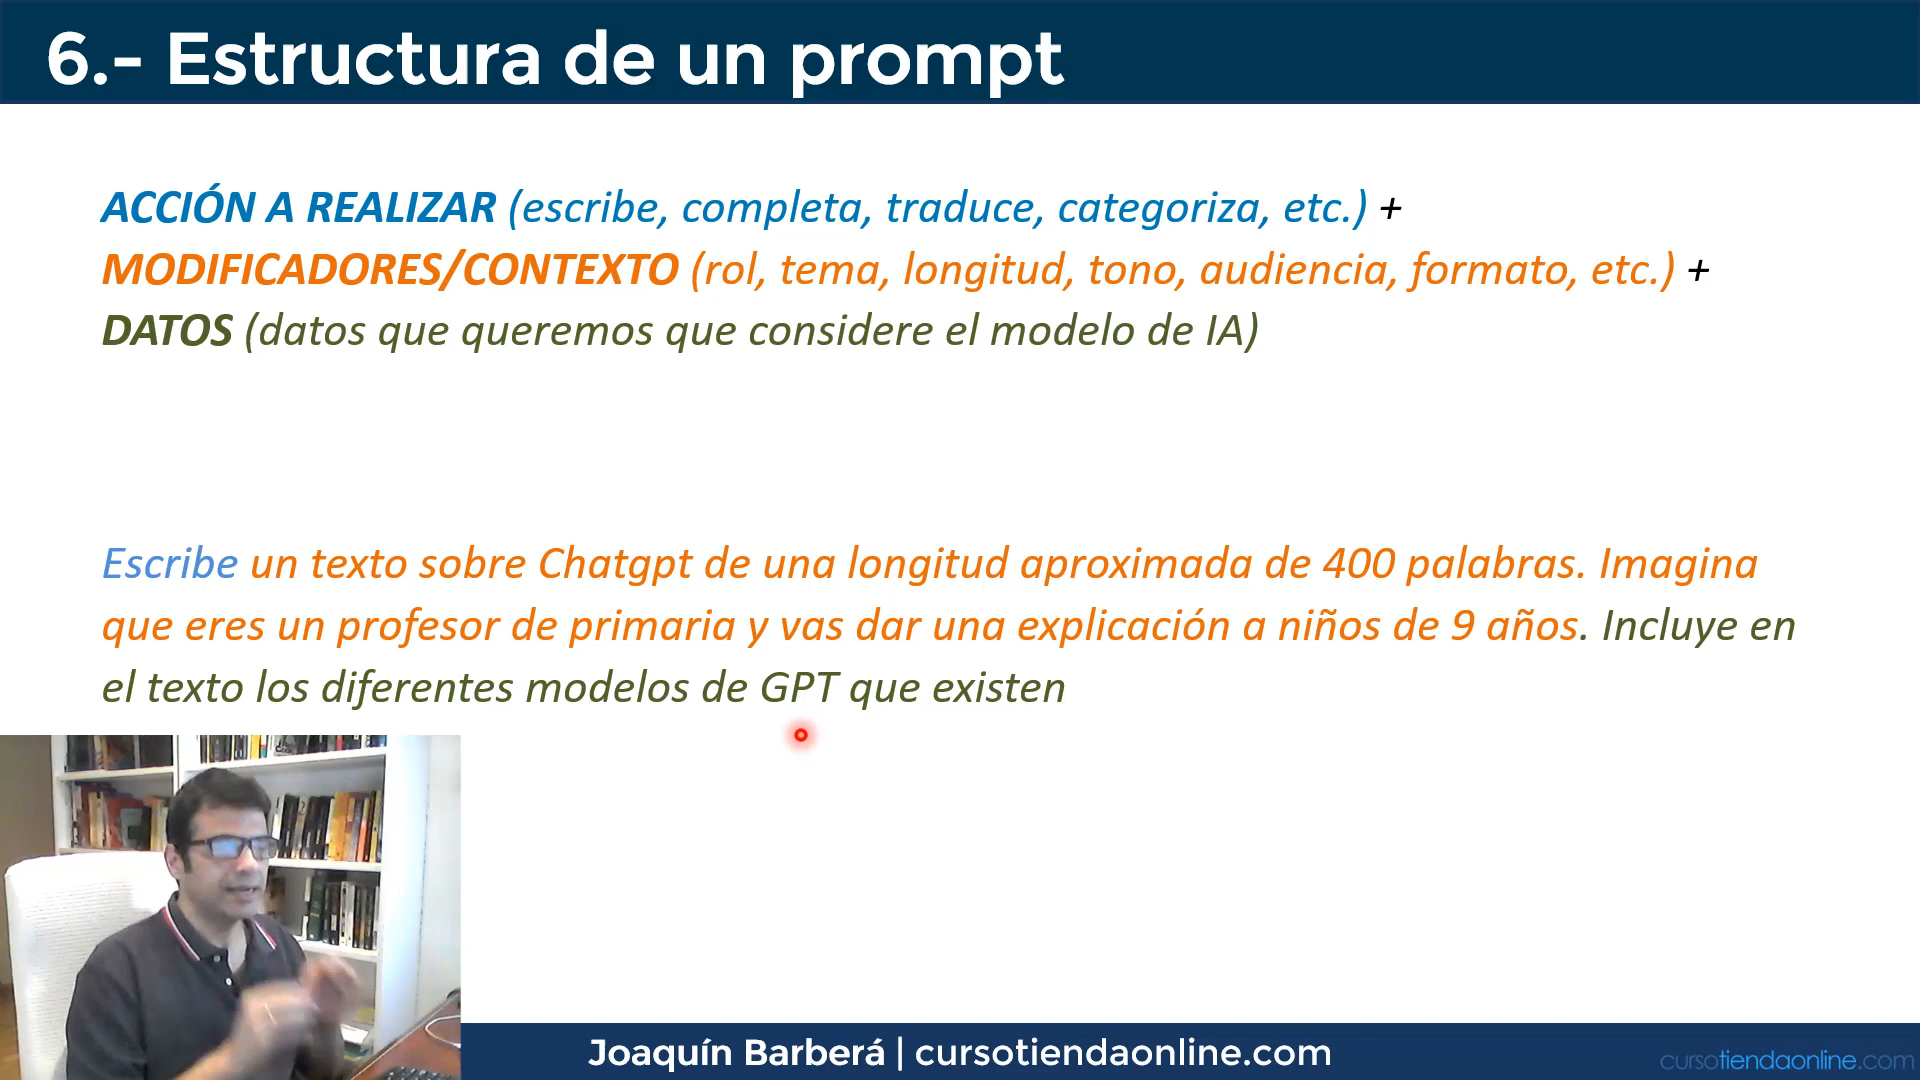 6.- Estructura de un prompt
ACCIÓN A REALIZAR (escribe, completa, traduce, categoriza, etc.) +
MODIFICADORES/CONTEXTO (rol, tema, longitud, tono, audiencia, formato, etc.) +
DATOS (datos que queremos que considere el modelo de IA)
Escribe un texto sobre Chatgpt de una longitud aproximada de 400 palabras. Imagina
que eres un profesor de primaria y vas dar una explicación a niños de 9 años. Incluye en
el texto los diferentes modelos de GPT que existen
Joaquín Barberá | cursotiendaonline.com
cursotiendaonline.com